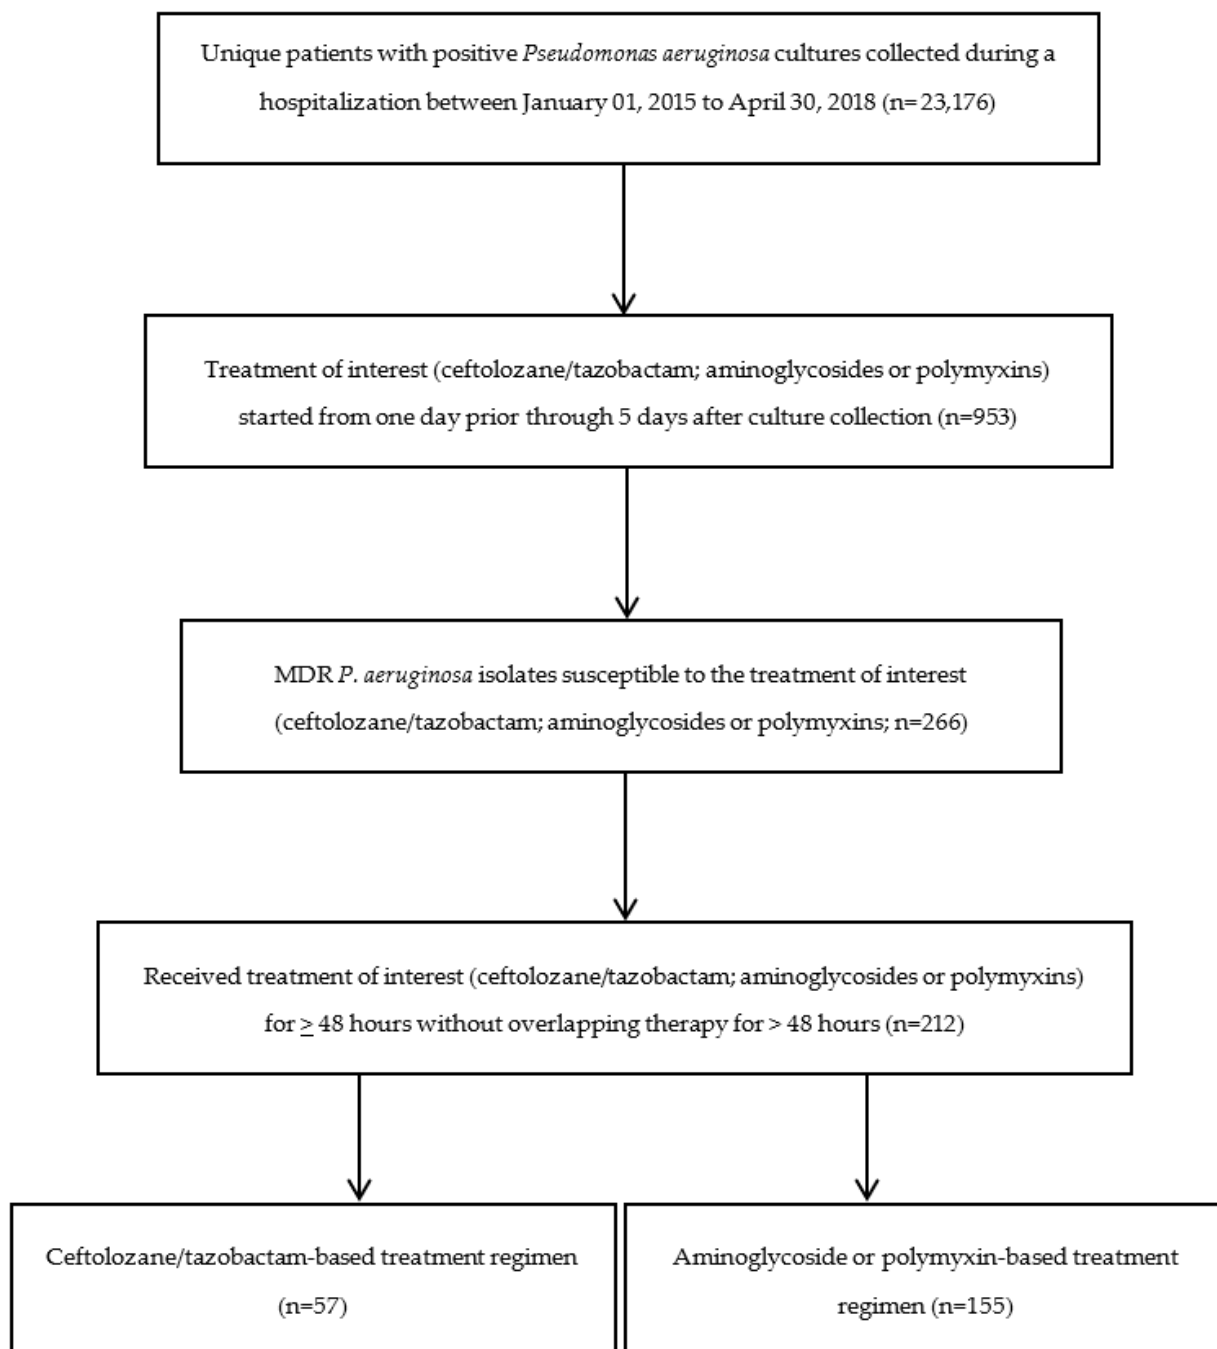 Unique patients with positive Pseudomonas aeruginosa cultures collected during a
hospitalization between January 01, 2015 to April 30, 2018 (n= 23,176)
Treatment of interest (ceftolozane/tazobactam; aminoglycosides or polymyxins)
started from one day prior through 5 days after culture collection (n=953)
MDR P. aeruginosa isolates susceptible to the treatment of interest
(ceftolozane/tazobactam; aminoglycosides or polymyxins; n=266)
Received treatment of interest (ceftolozane/tazobactam; aminoglycosides or polymyxins)
for ≥ 48 hours without overlapping therapy for > 48 hours (n=212)
Ceftolozane/tazobactam-based treatment regimen
(n=57)
Aminoglycoside or polymyxin-based treatment
regimen (n=155)